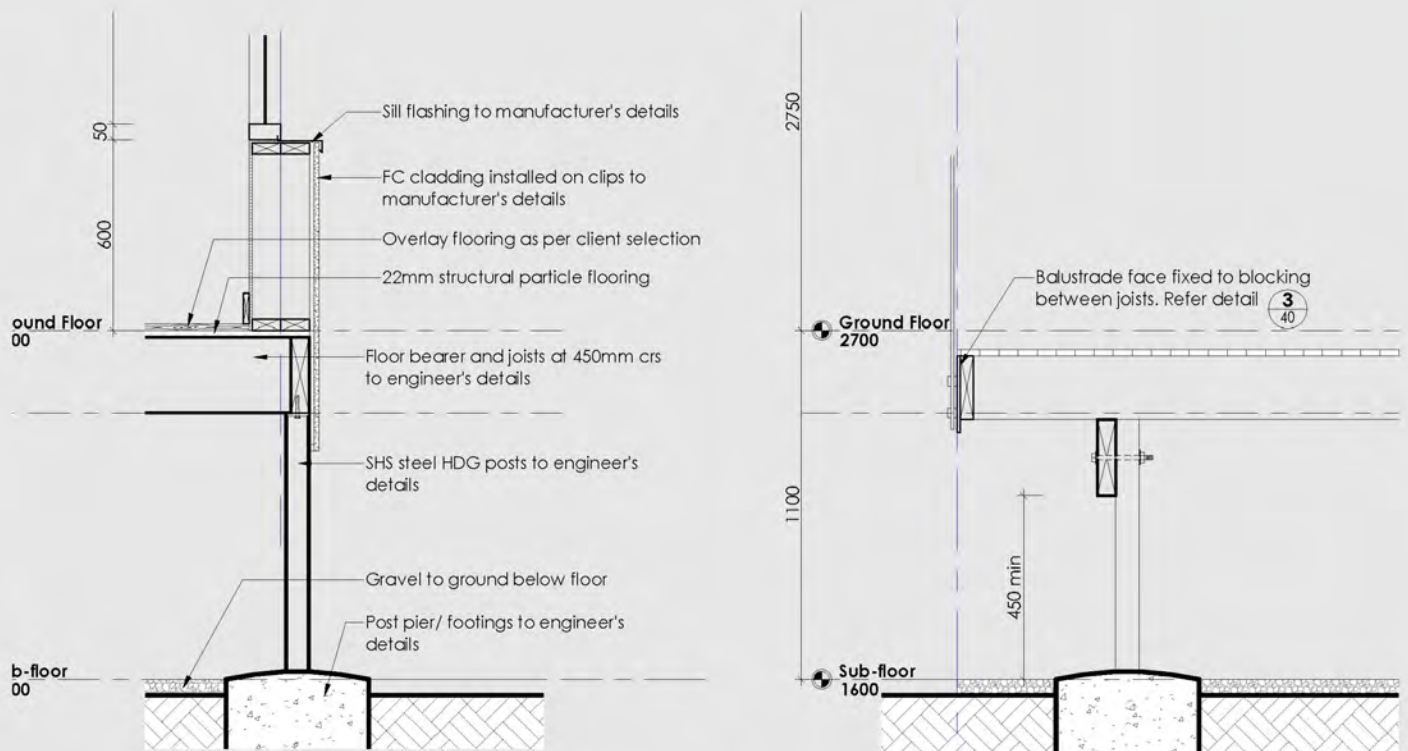 50
600
Sill flashing to manufacturer's details
FC cladding installed on clips to
manufacturer's details
Overlay flooring as per client selection
22mm structural particle flooring
ound Floor
00
Floor bearer and joists at 450mm crs
to engineer's details
SHS steel HDG posts to engineer's
details
Gravel to ground below floor
Post pier/ footings to engineer's
details
b-floor
00
2750
Balustrade face fixed to blocking
between joists. Refer detail
3
40
Ground Floor
2700
1100
450 min
Sub-floor
1600